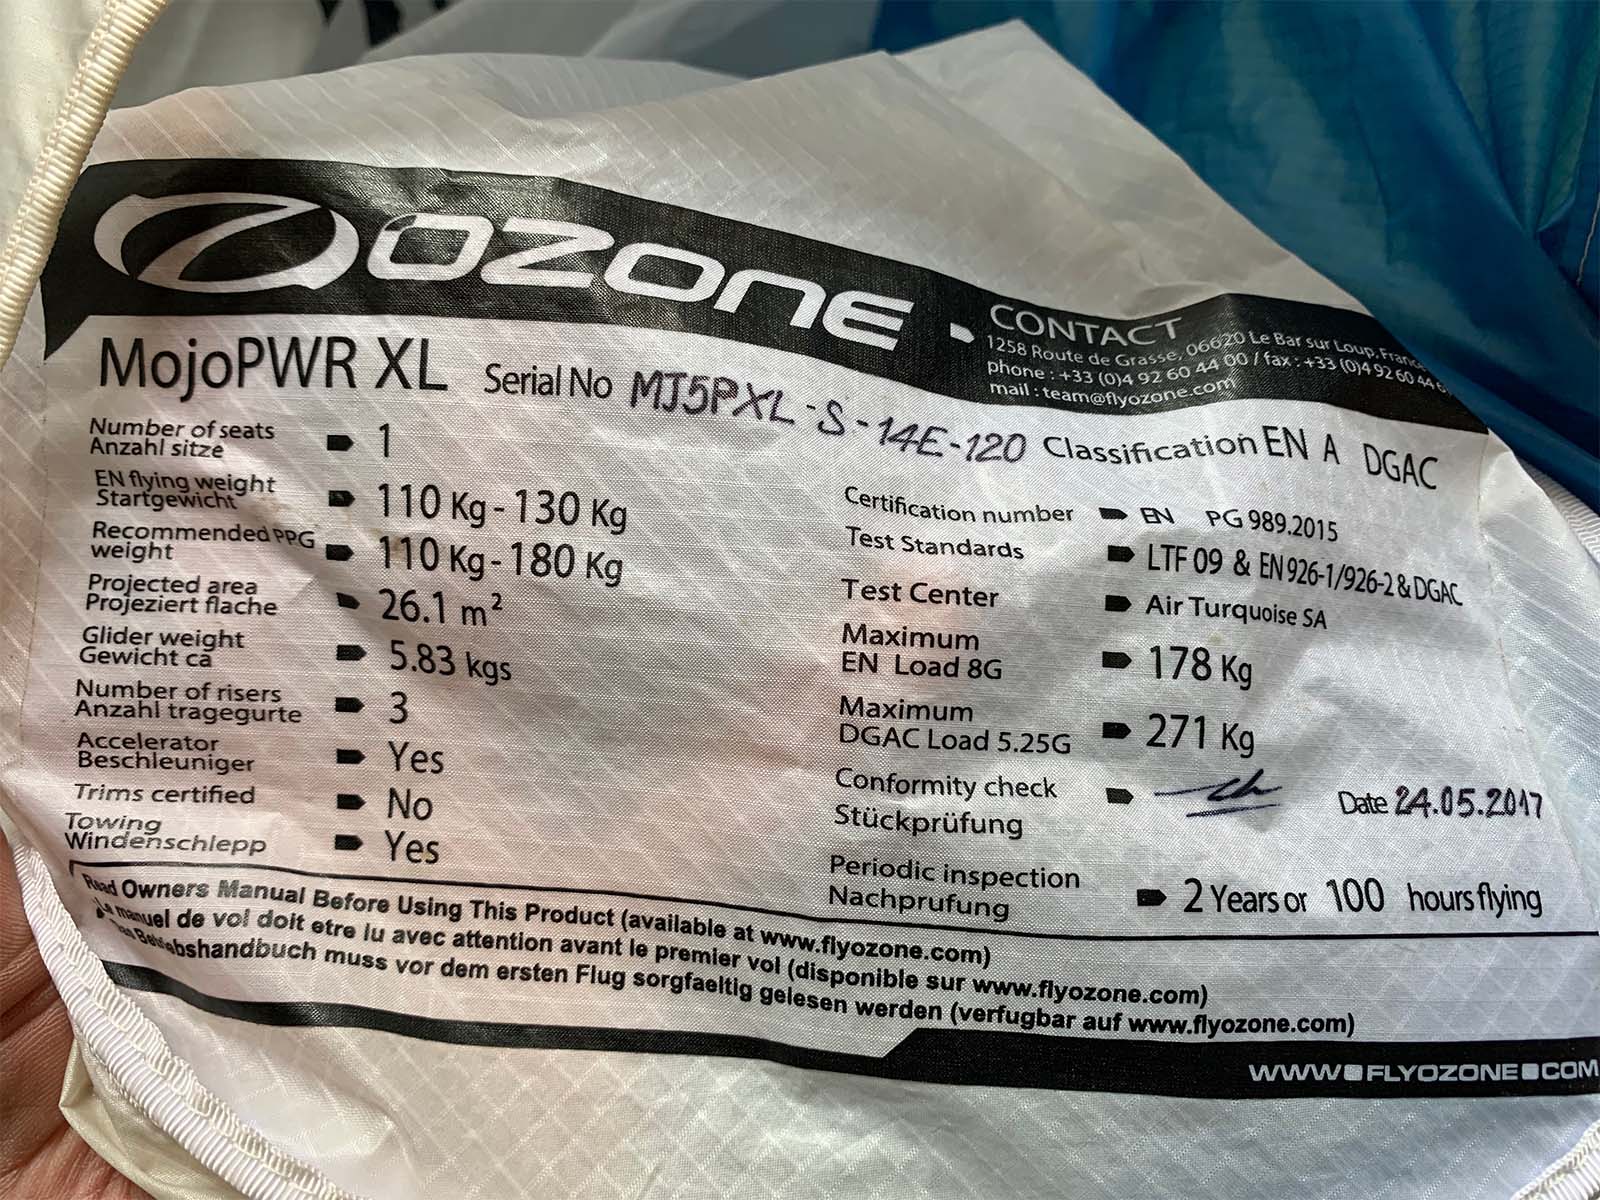 OZONE
CONTACT
1258 Route de Grasse, 06620 Le Bar sur Loup, Franc
phone : +33 (0)4 92 60 44 00 / fax : +33 (0)4 92 60 44 6
mail : team@flyozone.com
MojoPWR XL Serial No MJ5PXL-S-14E-120 Classification EN A DGAC
Number of seats
Anzahl sitze
1
EN flying weight
Startgewicht
110 Kg - 130 Kg
Recommended PPG
weight
110 Kg - 180 Kg
Projected area
Projeziert flache
26.1 m²
Glider weight
Gewicht ca
5.83 kgs
Number of risers
Anzahl tragegurte
3
Accelerator
Beschleuniger
Yes
Trims certified
No
Towing
Windenschlepp
Yes
Certification number EN PG 989.2015
Test Standards LTF 09 & EN 926-1/926-2 & DGAC
Test Center Air Turquoise SA
Maximum
EN Load 8G
178 Kg
Maximum
DGAC Load 5.25G
271 Kg
Conformity check
Stückprüfung
Date 24.05.2017
Periodic inspection
Nachprufung
2 Years or 100 hours flying
Read Owners Manual Before Using This Product (available at www.flyozone.com)
manuel de vol doit etre lu avec attention avant le premier vol (disponible sur www.flyozone.com)
Betriebshandbuch muss vor dem ersten Flug sorgfaeltig gelesen werden (verfugbar auf www.flyozone.com)
WWW.FLYOZONE.COM